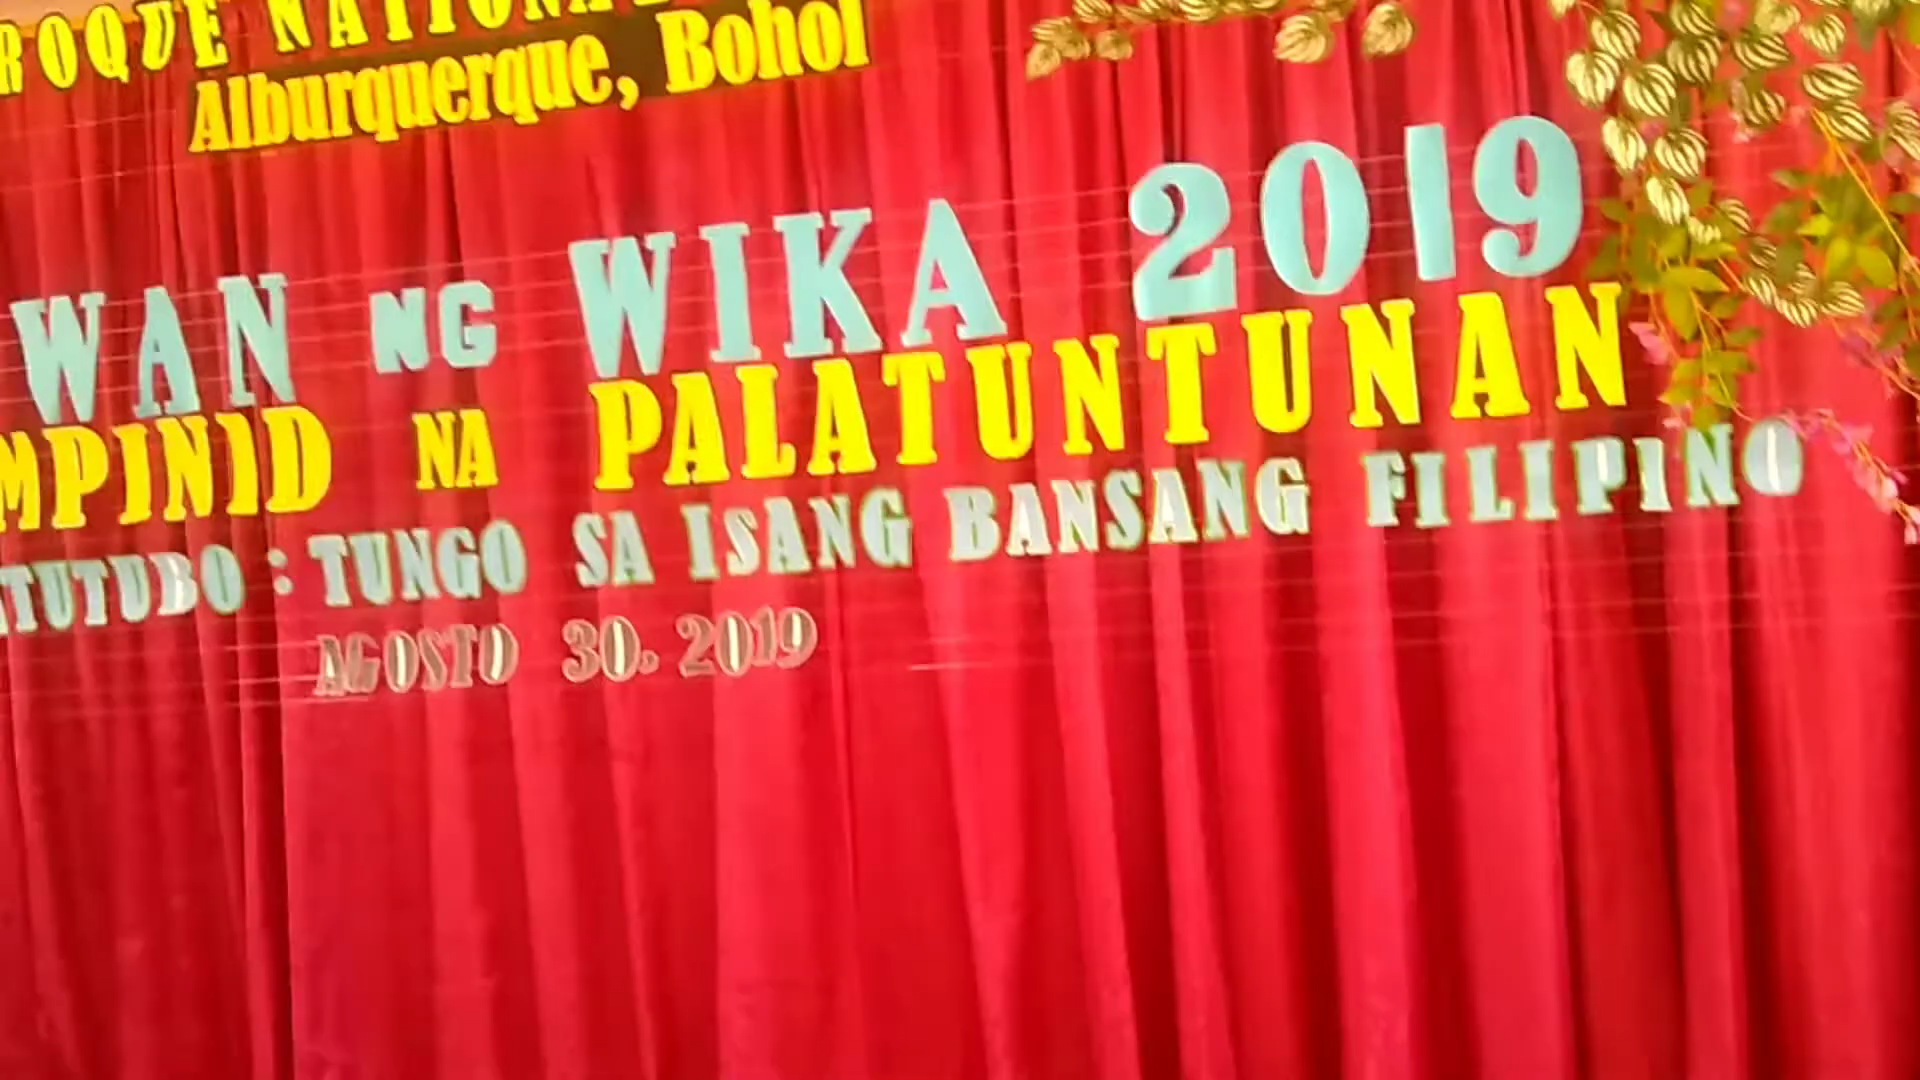 ROQUE NATIONA
Alburquerque, Bohol
WAN NG WIKA 2019
MPINID NA PALATUNTUNAN
TUTUBO : TUNGO SA ISANG BANSANG FILIPINO
AGOSTO 30, 2019